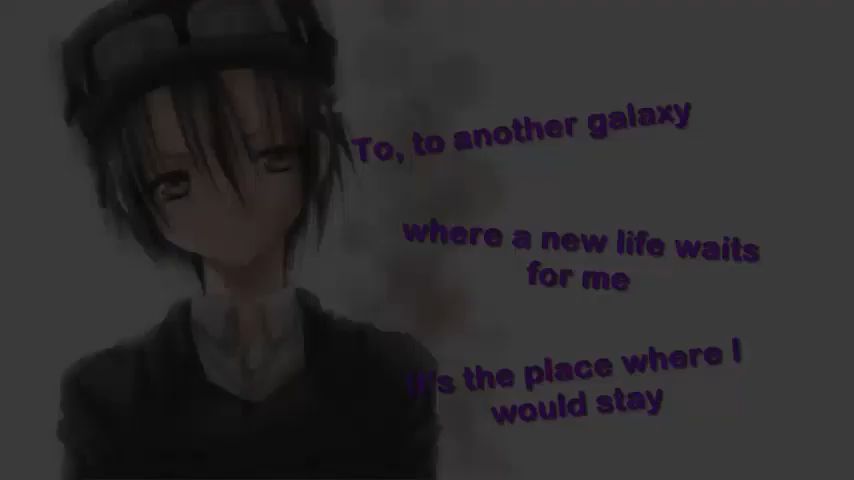 To, to another galaxy
where a new life waits
for me
It's the place where I
would stay